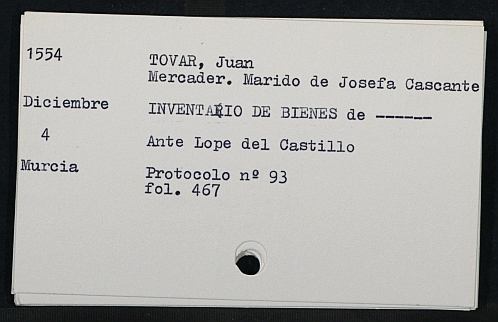 1554
TOVAR, Juan
Mercader. Marido de Josefa Cascante
Diciembre
INVENTARIO DE BIENES de ------
4
Ante Lope del Castillo
Murcia
Protocolo nº 93
fol. 467